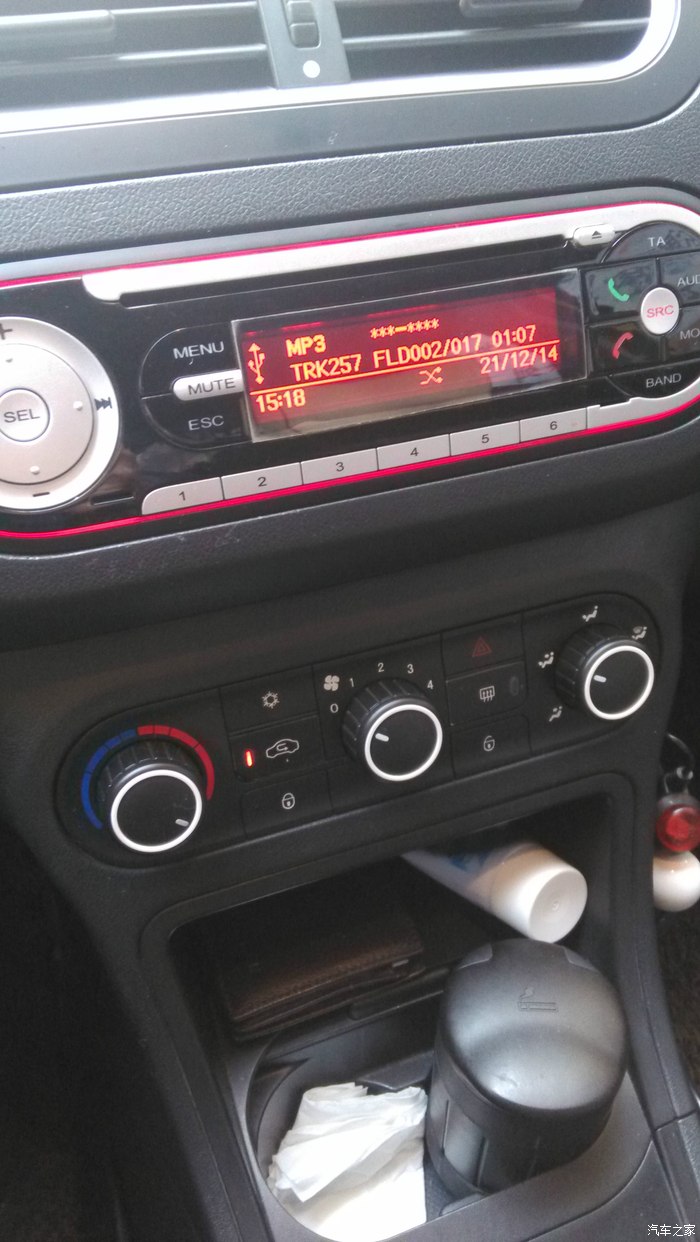 TA
MENU
MUTE
ESC
SEL
MP3 ***-****
TRK257 FLD002/017 01:07
15:18 21/12/14
SRC
BAND
1 2 3 4 5 6
0 1 2 3 4
汽车之家